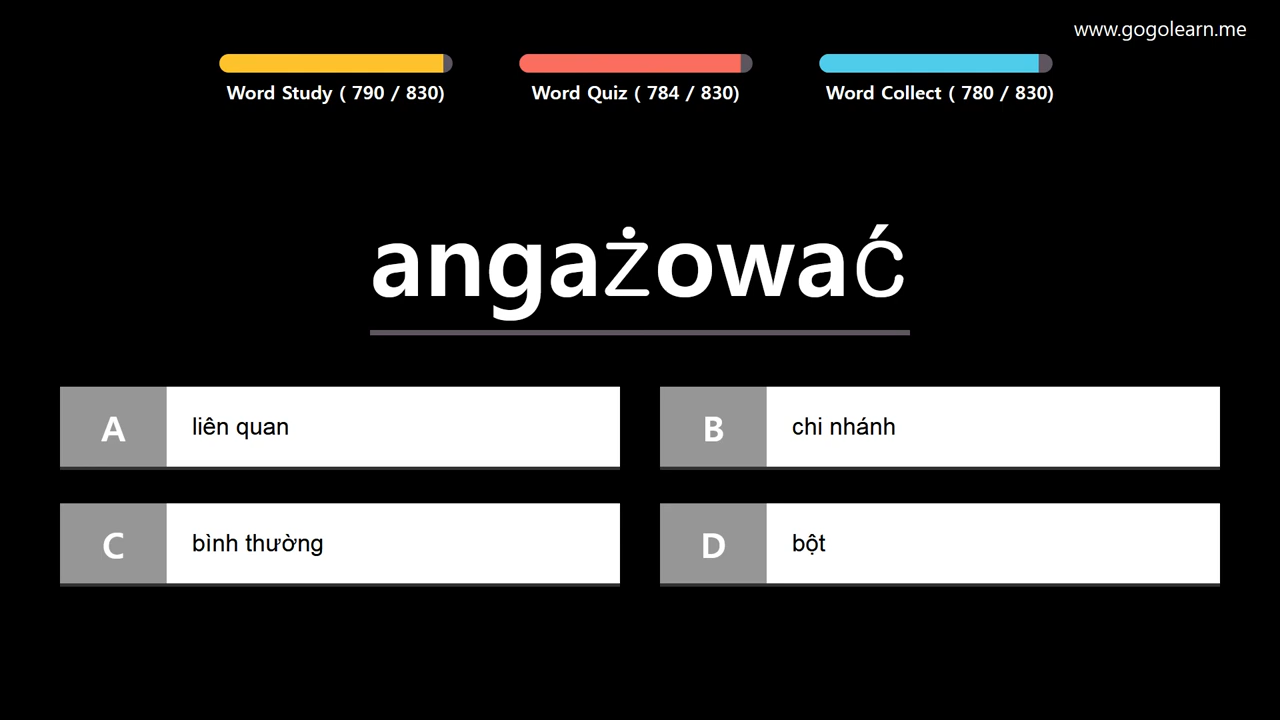 www.gogolearn.me
Word Study ( 790 / 830)
Word Quiz ( 784 / 830)
Word Collect ( 780 / 830)
angażować
A liên quan
B chi nhánh
C bình thường
D bột